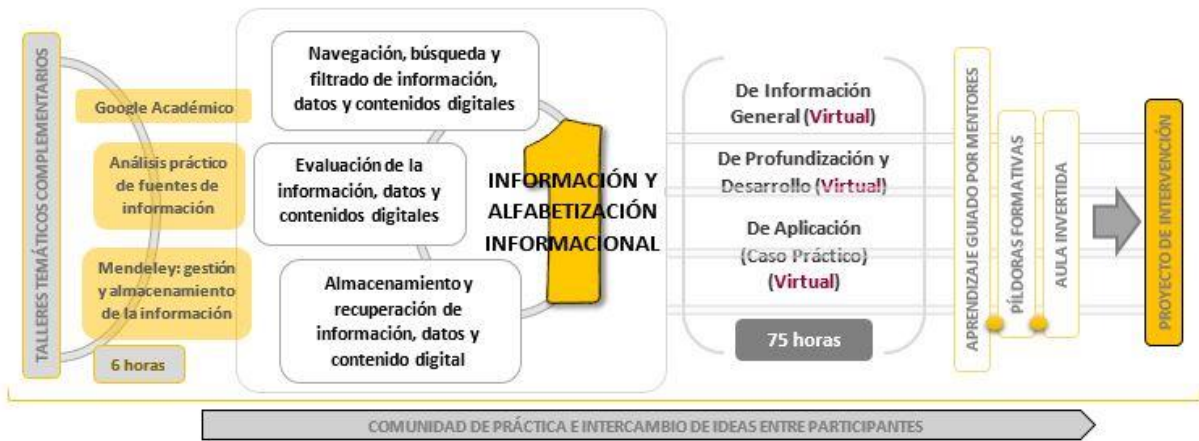 TALLERES TEMÁTICOS COMPLEMENTARIOS
Google Académico
Análisis práctico
de fuentes de
información
Mendeley: gestión
y almacenamiento
de la información
6 horas
Navegación, búsqueda y
filtrado de información,
datos y contenidos digitales
Evaluación de la
información, datos y
contenidos digitales
Almacenamiento y
recuperación de
información, datos y
contenido digital
1
INFORMACIÓN Y
ALFABETIZACIÓN
INFORMACIONAL
De Información
General (Virtual)
De Profundización y
Desarrollo (Virtual)
De Aplicación
(Caso Práctico)
(Virtual)
75 horas
APRENDIZAJE GUIADO POR MENTORES
PÍLDORAS FORMATIVAS
AULA INVERTIDA
PROYECTO DE INTERVENCIÓN
COMUNIDAD DE PRÁCTICA E INTERCAMBIO DE IDEAS ENTRE PARTICIPANTES